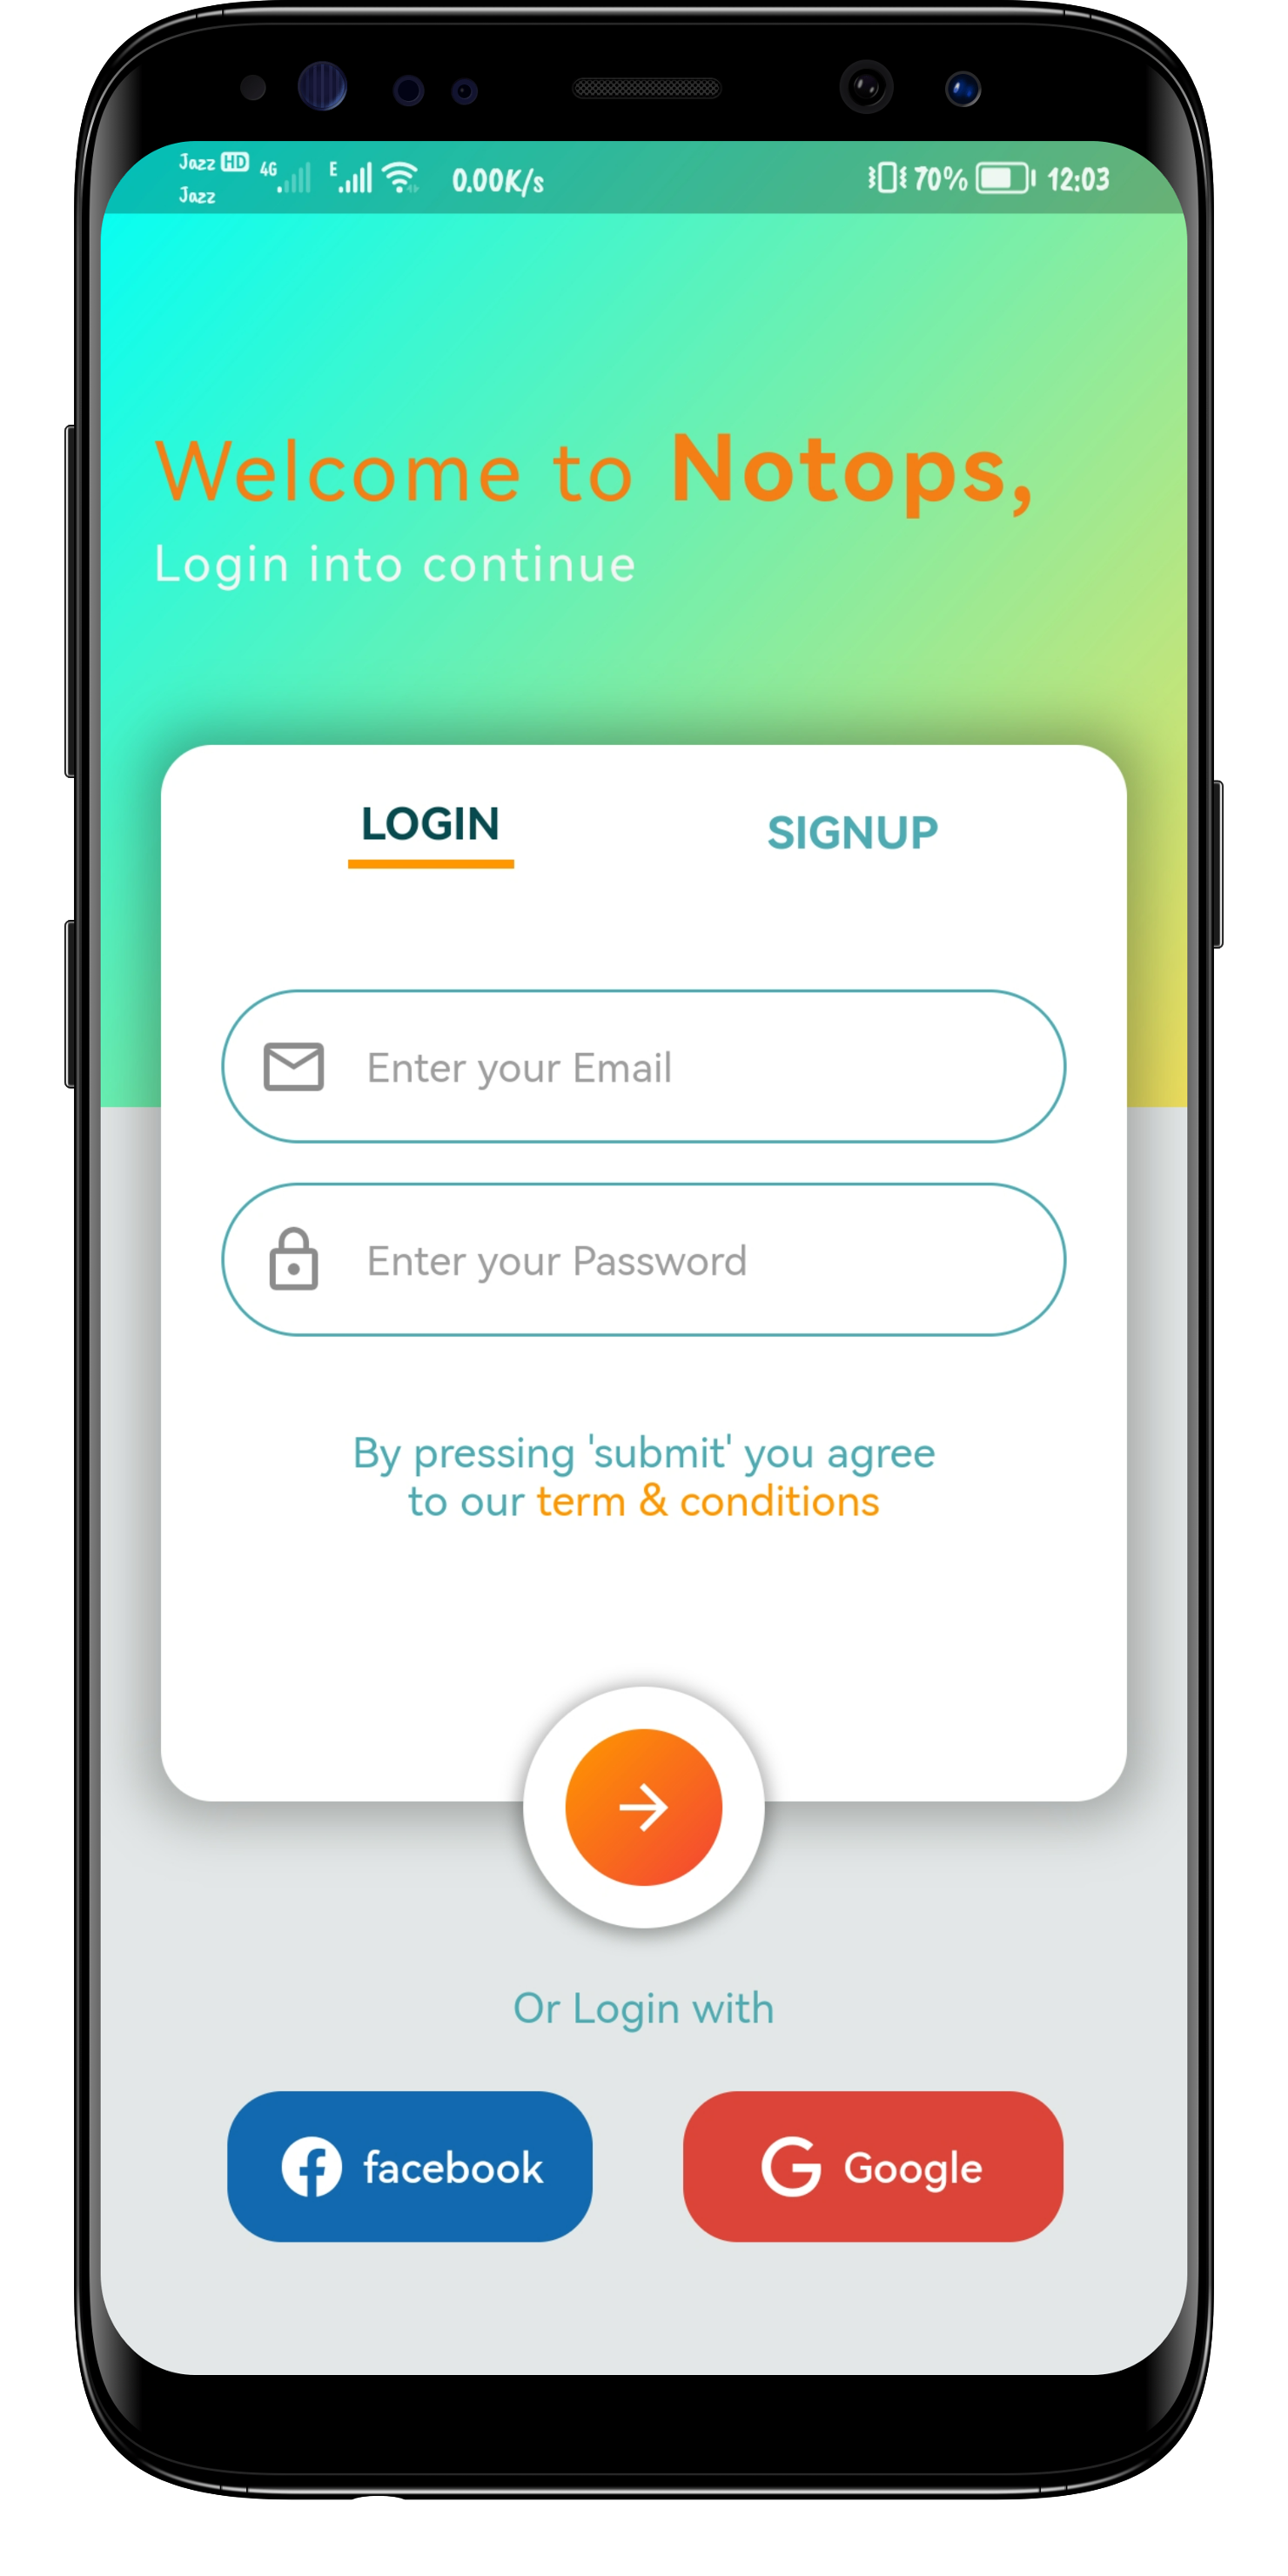 Jazz HD 4G E 0.00K/s 70% 12:03
Jazz
Welcome to Notops,
Login into continue
LOGIN SIGNUP
Enter your Email
Enter your Password
By pressing 'submit' you agree
to our term & conditions
Or Login with
facebook Google